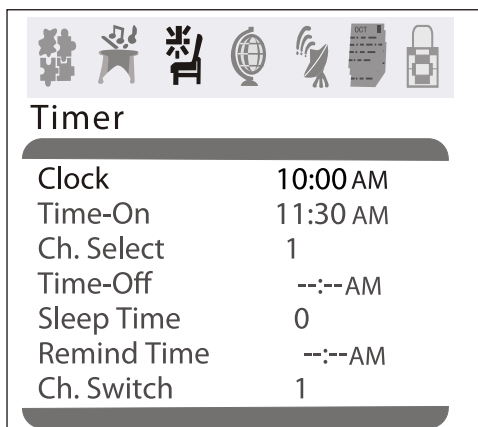 OCT
Timer
Clock 10:00 AM
Time-On 11:30 AM
Ch. Select 1
Time-Off --:-- AM
Sleep Time 0
Remind Time --:-- AM
Ch. Switch 1